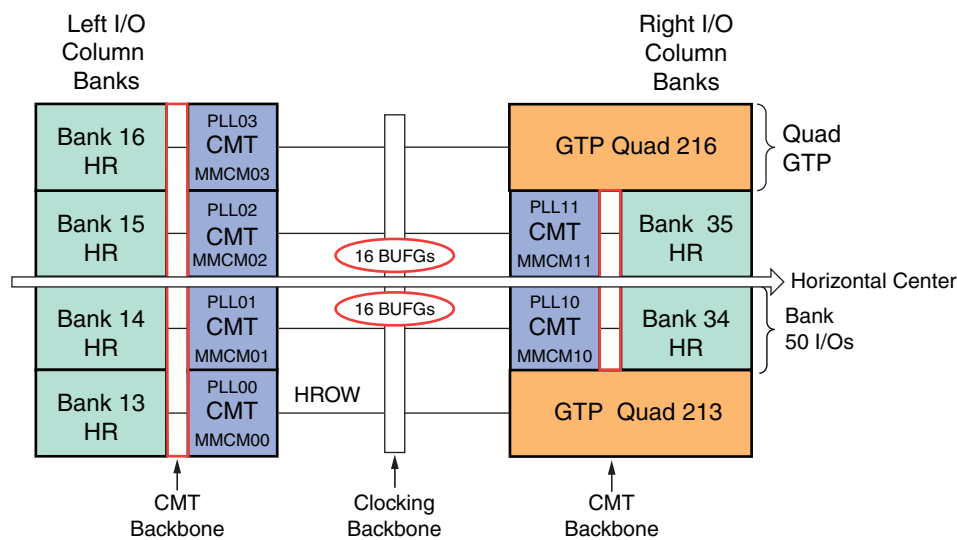 Left I/O
Column
Banks
Right I/O
Column
Banks
Bank 16
HR
PLL03
CMT
MMCM03
GTP Quad 216
Quad
GTP
Bank 15
HR
PLL02
CMT
MMCM02
16 BUFGs
PLL11
CMT
MMCM11
Bank 35
HR
Horizontal Center
Bank 14
HR
PLL01
CMT
MMCM01
16 BUFGs
PLL10
CMT
MMCM10
Bank 34
HR
Bank
50 I/Os
Bank 13
HR
PLL00
CMT
MMCM00
HROW
GTP Quad 213
CMT
Backbone
Clocking
Backbone
CMT
Backbone